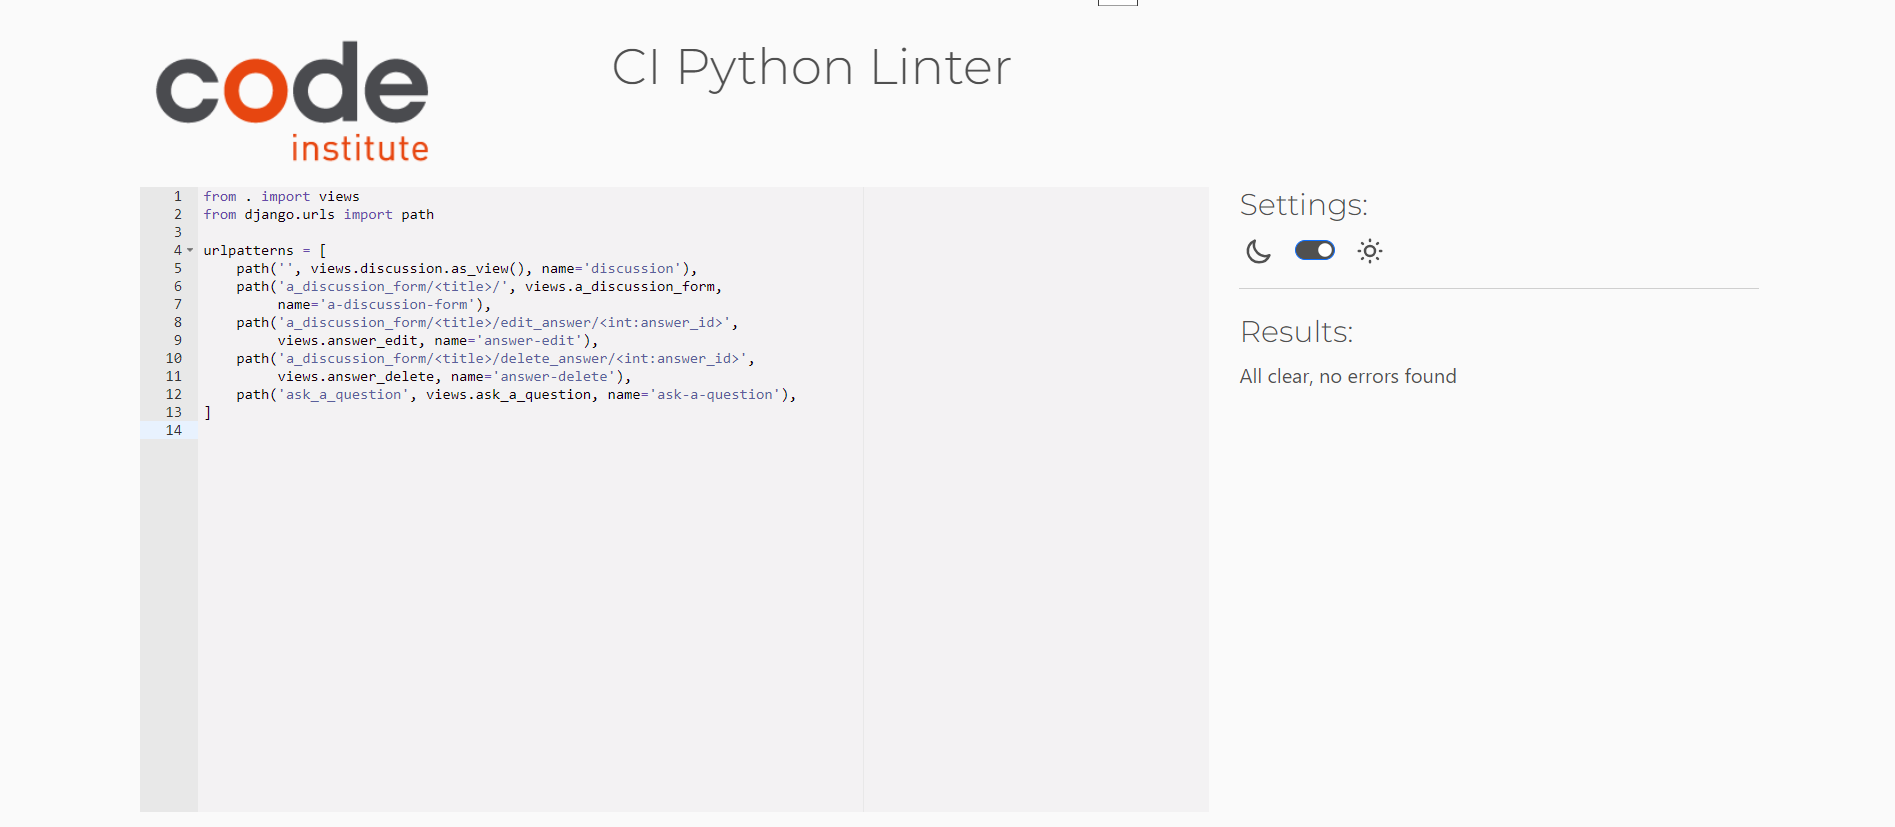 code
institute
CI Python Linter
1 from . import views
2 from django.urls import path
3
4 urlpatterns = [
5     path('', views.discussion.as_view(), name='discussion'),
6     path('a_discussion_form/<title>/', views.a_discussion_form,
7          name='a-discussion-form'),
8     path('a_discussion_form/<title>/edit_answer/<int:answer_id>',
9          views.answer_edit, name='answer-edit'),
10     path('a_discussion_form/<title>/delete_answer/<int:answer_id>',
11          views.answer_delete, name='answer-delete'),
12     path('ask_a_question', views.ask_a_question, name='ask-a-question'),
13 ]
14
Settings:
Results:
All clear, no errors found